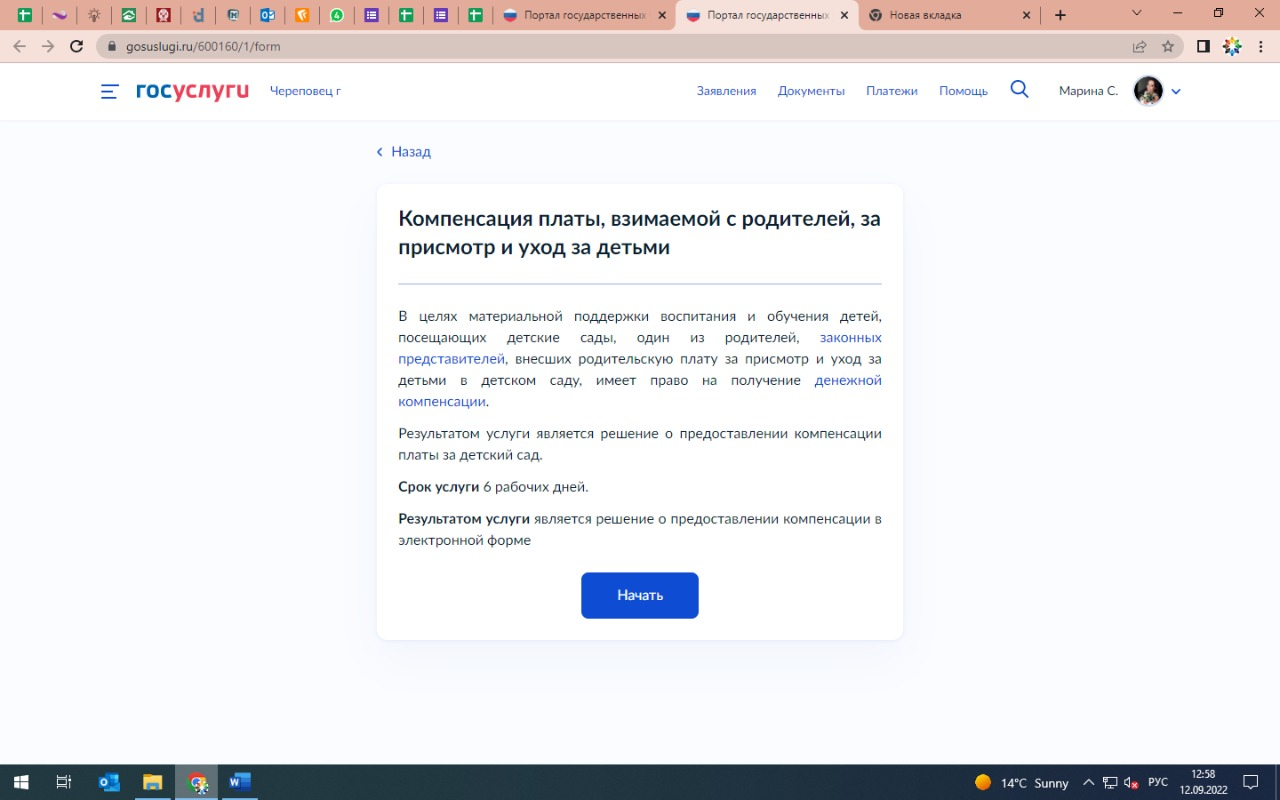 Портал государственных
Портал государственных
Новая вкладка
gosuslugi.ru/600160/1/form
госуслуги
Череповец г
Заявления
Документы
Платежи
Помощь
Марина С.
Назад
Компенсация платы, взимаемой с родителей, за
присмотр и уход за детьми
В целях материальной поддержки воспитания и обучения детей,
посещающих детские сады, один из родителей, законных
представителей, внесших родительскую плату за присмотр и уход за
детьми в детском саду, имеет право на получение денежной
компенсации.
Результатом услуги является решение о предоставлении компенсации
платы за детский сад.
Срок услуги 6 рабочих дней.
Результатом услуги является решение о предоставлении компенсации в
электронной форме
Начать
14°C Sunny
РУС
12:58
12.09.2022